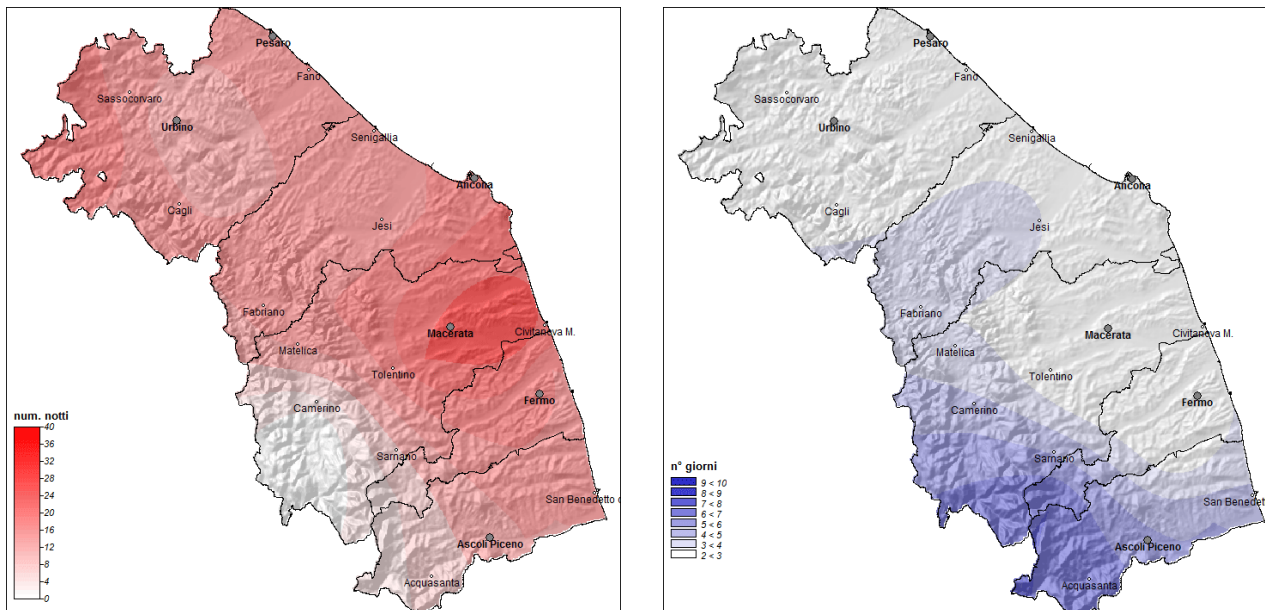 Pesaro
Fano
Sassocorvaro
Urbino
Senigallia
Ancona
Cagli
Jesi
Fabriano
Macerata
Civitanova M.
Matelica
Tolentino
Camerino
Fermo
Sarnano
San Benedetto d
Ascoli Piceno
Acquasanta
num. notti
40
36
32
28
24
20
16
12
8
4
0
Pesaro
Fano
Sassocorvaro
Urbino
Senigallia
Ancona
Cagli
Jesi
Fabriano
Macerata
Civitanova M.
Matelica
Tolentino
Camerino
Fermo
Sarnano
San Benedett
Ascoli Piceno
Acquasanta
n° giorni
9 < 10
8 < 9
7 < 8
6 < 7
5 < 6
4 < 5
3 < 4
2 < 3